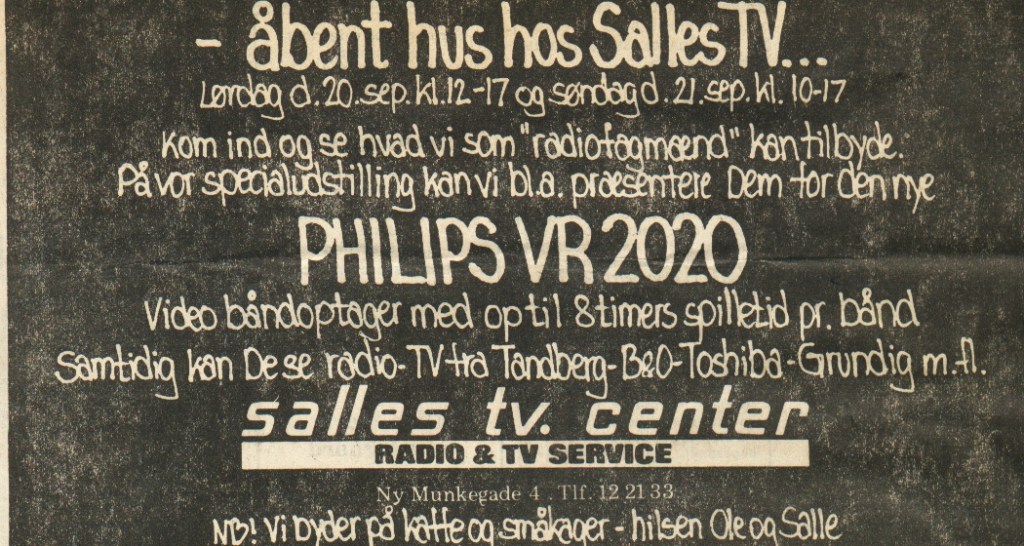 - åbent hus hos Salles TV...
Lørdag d. 20. sep. kl. 12-17 og søndag d. 21. sep. kl. 10-17
Kom ind og se hvad vi som "radiofagmænd" kan tilbyde.
På vor specialudstilling kan vi bl.a. præsentere Dem for den nye
PHILIPS VR 2020
Video båndoptager med op til 8 timers spilletid pr. bånd
Samtidig kan De se radio-TV fra Tandberg-B&O-Toshiba-Grundig m.fl.
salles tv. center
RADIO & TV SERVICE
Ny Munkegade 4 . Tlf. 12 21 33
NB! Vi byder på kaffe og småkager - hilsen Ole og Salle